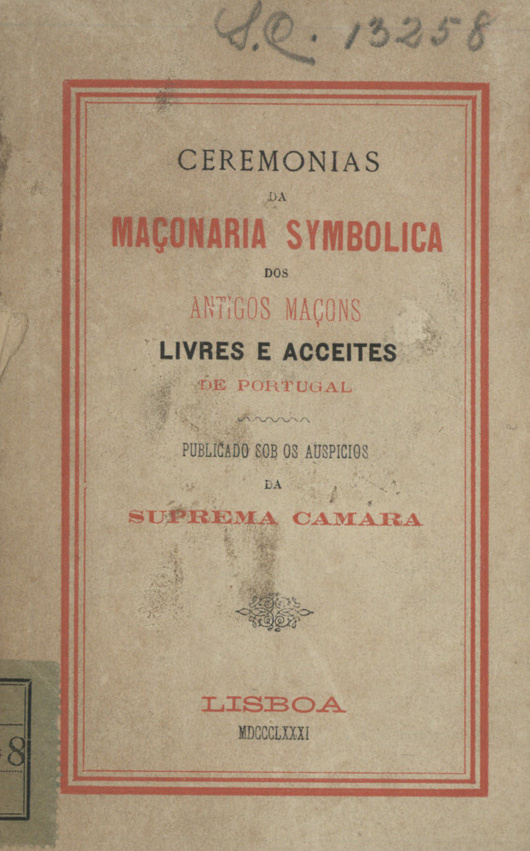 S.C. 13258
CEREMONIAS
DA
MAÇONARIA SYMBOLICA
DOS
ANTIGOS MAÇONS
LIVRES E ACCEITES
DE PORTUGAL
PUBLICADO SOB OS AUSPICIOS
DA
SUPREMA CAMARA
LISBOA
MDCCCLXXXI
8